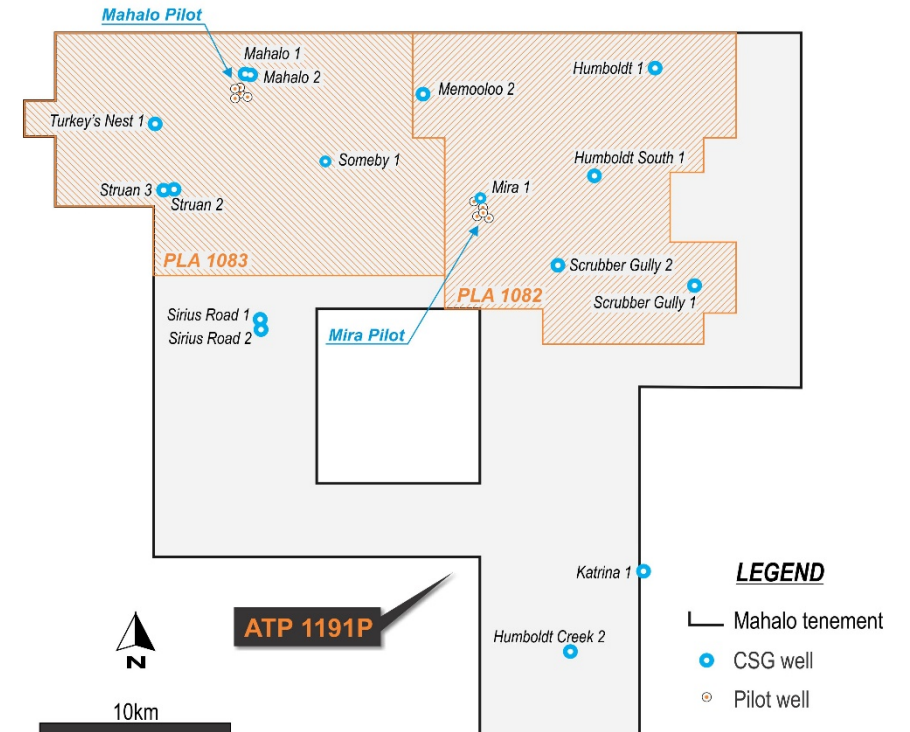 Mahalo Pilot
Mahalo 1
Mahalo 2
Humboldt 1
Memooloo 2
Turkey's Nest 1
Someby 1
Humboldt South 1
Struan 3
Struan 2
Mira 1
PLA 1083
Scrubber Gully 2
PLA 1082
Scrubber Gully 1
Sirius Road 1
Sirius Road 2
Mira Pilot
Katrina 1
LEGEND
ATP 1191P
Mahalo tenement
Humboldt Creek 2
N
CSG well
Pilot well
10km